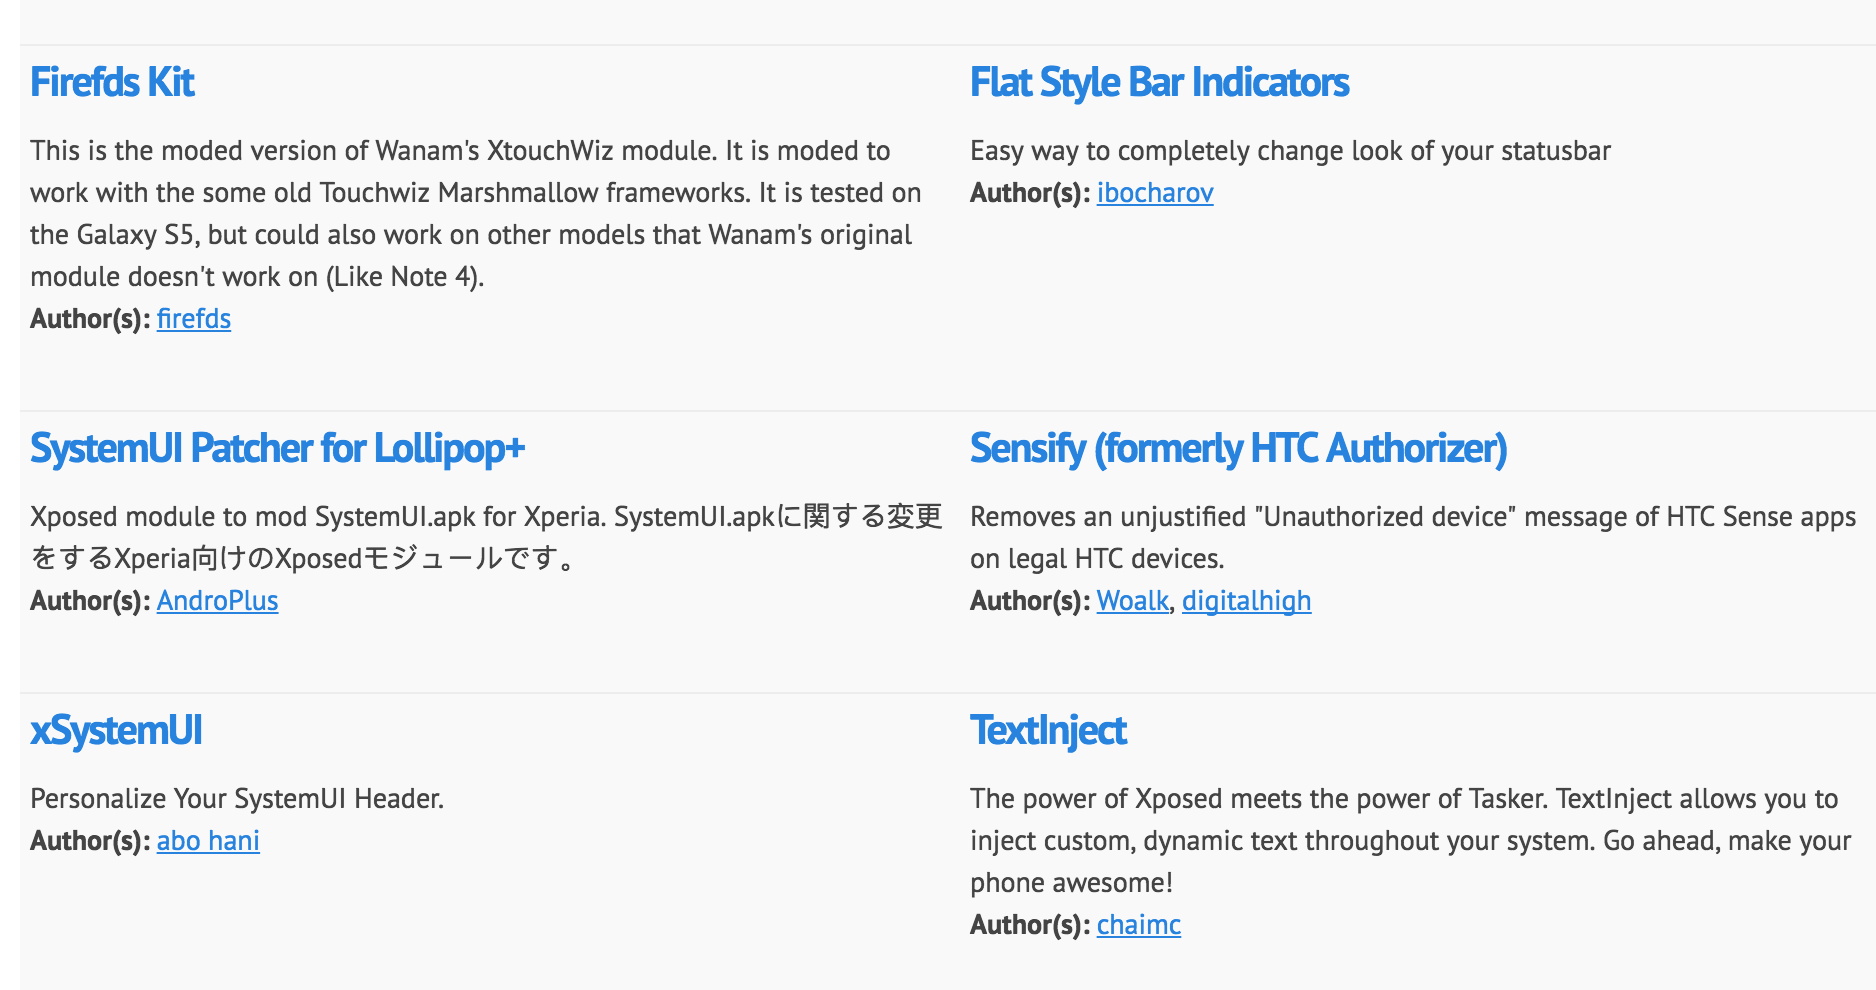 Firefds Kit
This is the moded version of Wanam's XtouchWiz module. It is moded to
work with the some old Touchwiz Marshmallow frameworks. It is tested on
the Galaxy S5, but could also work on other models that Wanam's original
module doesn't work on (Like Note 4).
Author(s): firefds
Flat Style Bar Indicators
Easy way to completely change look of your statusbar
Author(s): ibocharov
SystemUI Patcher for Lollipop+
Xposed module to mod SystemUI.apk for Xperia. SystemUI.apkに関する変更
をするXperia向けのXposedモジュールです。
Author(s): AndroPlus
Sensify (formerly HTC Authorizer)
Removes an unjustified "Unauthorized device" message of HTC Sense apps
on legal HTC devices.
Author(s): Woalk, digitalhigh
xSystemUI
Personalize Your SystemUI Header.
Author(s): abo hani
TextInject
The power of Xposed meets the power of Tasker. TextInject allows you to
inject custom, dynamic text throughout your system. Go ahead, make your
phone awesome!
Author(s): chaimc